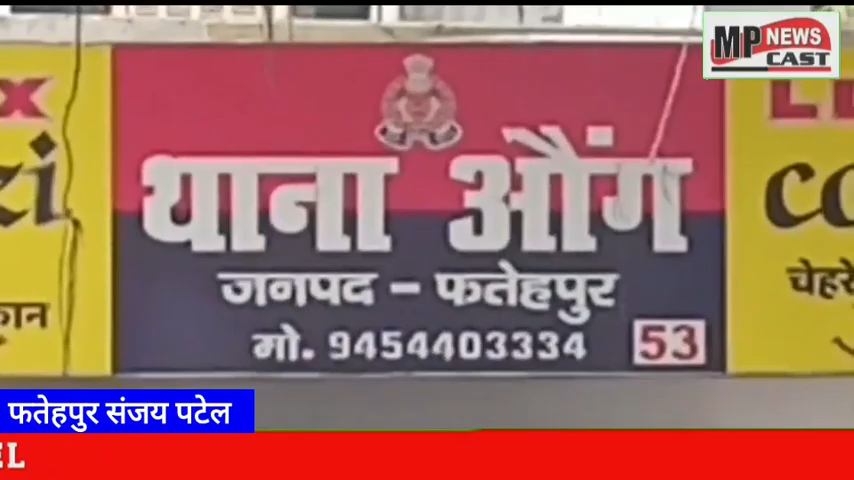 MP NEWS
CAST
थाना औंग
जनपद - फतेहपुर
मो. 9454403334
53
फतेहपुर संजय पटेल